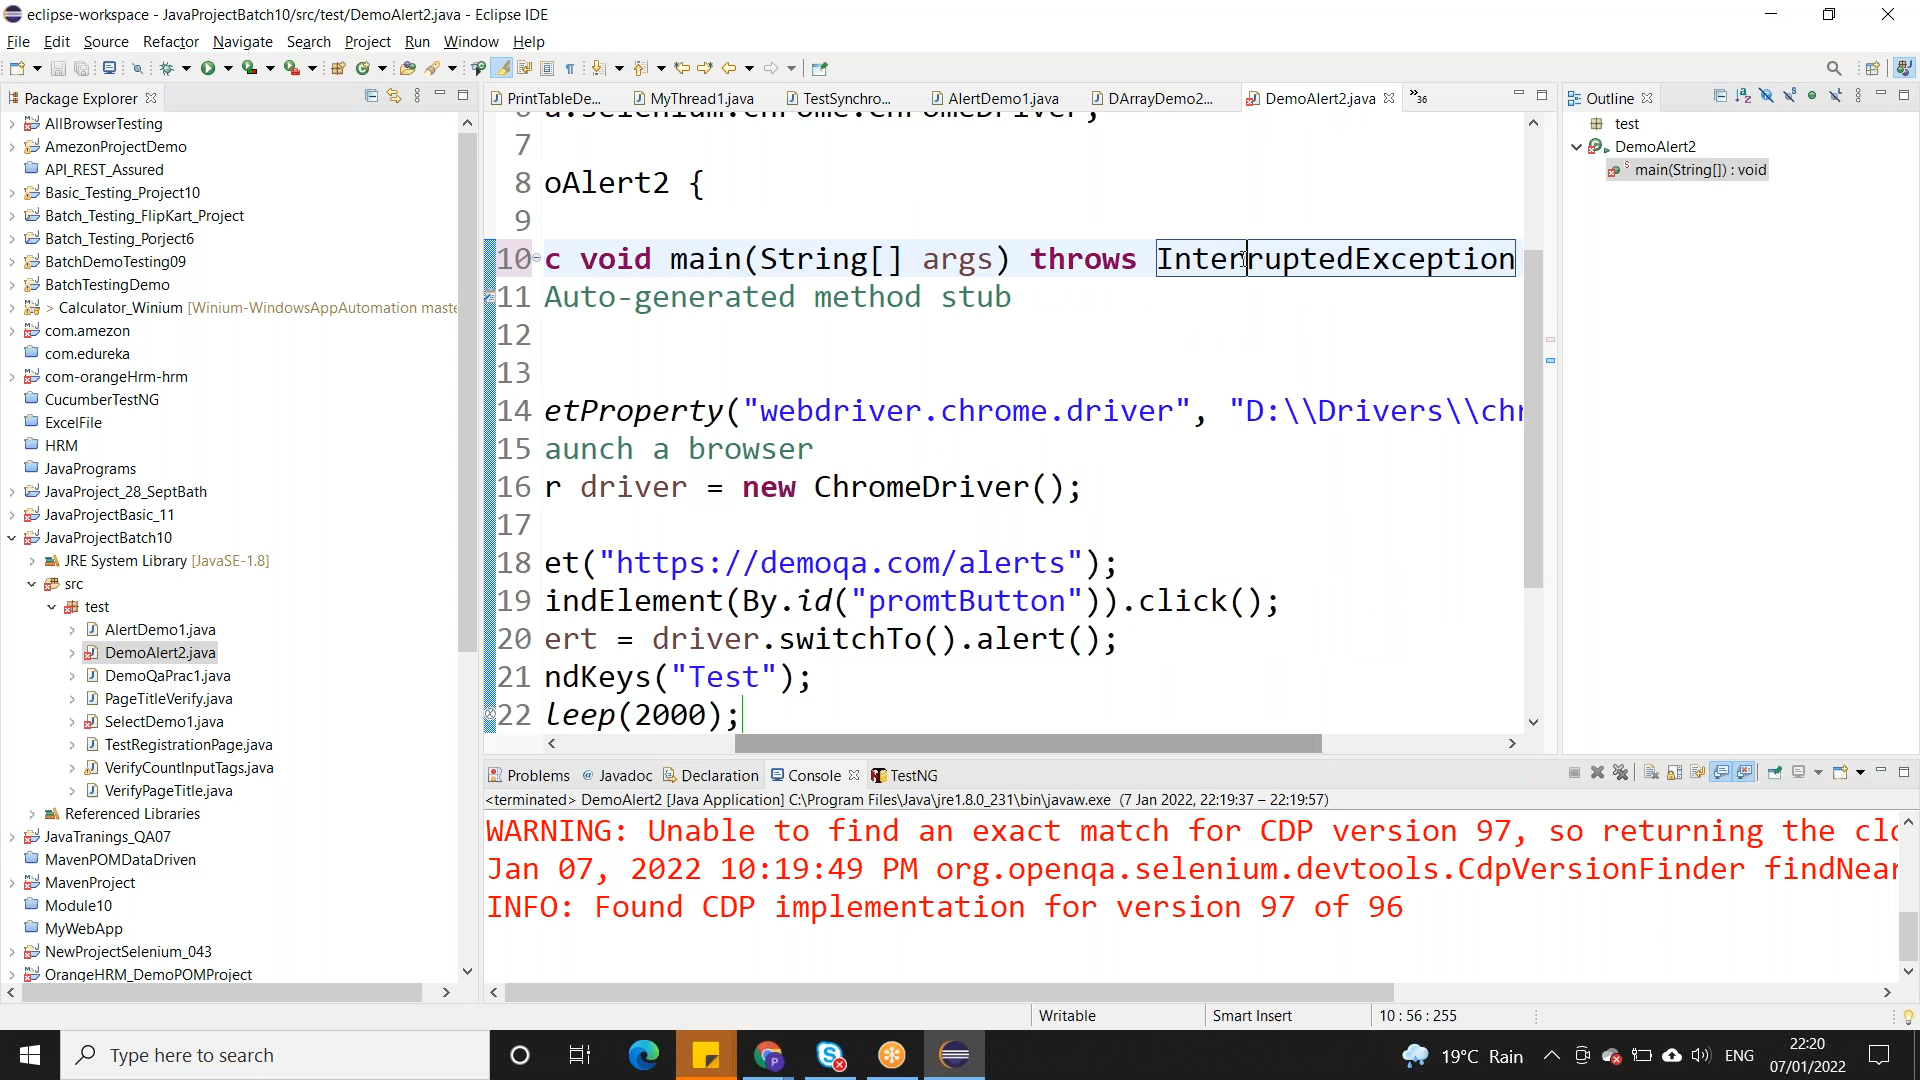 eclipse-workspace - JavaProjectBatch10/src/test/DemoAlert2.java - Eclipse IDE
File Edit Source Refactor Navigate Search Project Run Window Help
Package Explorer
AllBrowserTesting
AmezonProjectDemo
API_REST_Assured
Basic_Testing_Project10
Batch_Testing_FlipKart_Project
Batch_Testing_Porject6
BatchDemoTesting09
BatchTestingDemo
> Calculator_Winium [Winium-WindowsAppAutomation maste
com.amezon
com.edureka
com-orangeHrm-hrm
CucumberTestNG
ExcelFile
HRM
JavaPrograms
JavaProject_28_SeptBath
JavaProjectBasic_11
JavaProjectBatch10
JRE System Library [JavaSE-1.8]
src
test
AlertDemo1.java
DemoAlert2.java
DemoQaPrac1.java
PageTitleVerify.java
SelectDemo1.java
TestRegistrationPage.java
VerifyCountInputTags.java
VerifyPageTitle.java
Referenced Libraries
JavaTranings_QA07
MavenPOMDataDriven
MavenProject
Module10
MyWebApp
NewProjectSelenium_043
OrangeHRM_DemoPOMProject
PrintTableDe... MyThread1.java TestSynchro... AlertDemo1.java DArrayDemo2... DemoAlert2.java »36
6 a.selenium.chrome.ChromeDriver;
7
8 oAlert2 {
9
10 c void main(String[] args) throws InterruptedException
11 Auto-generated method stub
12
13
14 etProperty("webdriver.chrome.driver", "D:\\Drivers\\chr
15 aunch a browser
16 r driver = new ChromeDriver();
17
18 et("https://demoqa.com/alerts");
19 indElement(By.id("promtButton")).click();
20 ert = driver.switchTo().alert();
21 ndKeys("Test");
22 leep(2000);
Outline
test
DemoAlert2
main(String[]) : void
Problems @ Javadoc Declaration Console TestNG
<terminated> DemoAlert2 [Java Application] C:\Program Files\Java\jre1.8.0_231\bin\javaw.exe (7 Jan 2022, 22:19:37 – 22:19:57)
WARNING: Unable to find an exact match for CDP version 97, so returning the clo
Jan 07, 2022 10:19:49 PM org.openqa.selenium.devtools.CdpVersionFinder findNear
INFO: Found CDP implementation for version 97 of 96
Writable Smart Insert 10 : 56 : 255
Type here to search
19°C Rain ENG
22:20
07/01/2022